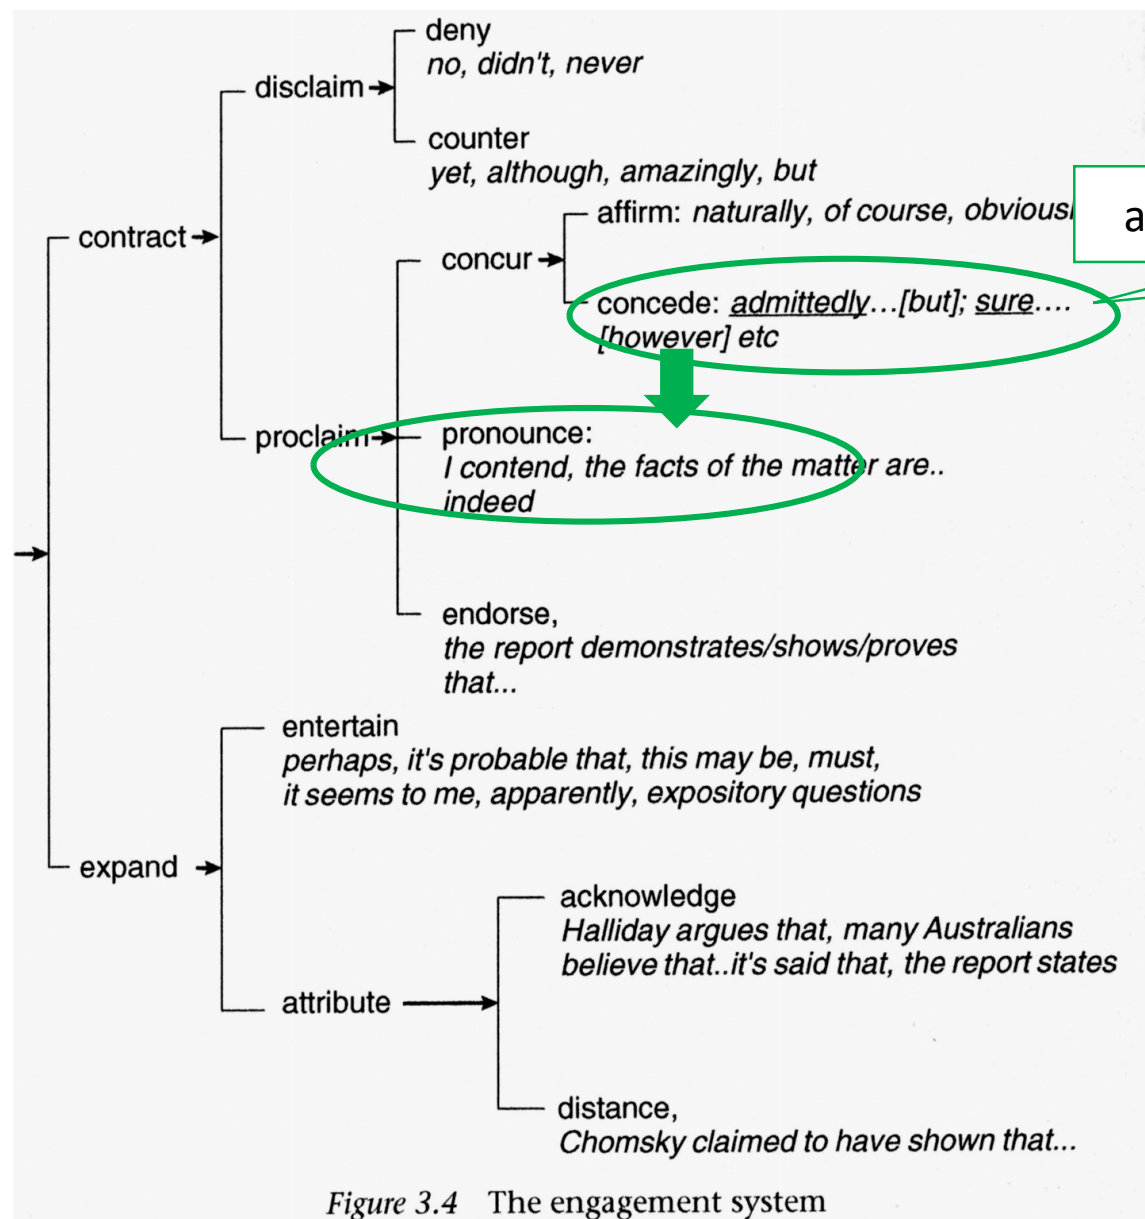 deny
no, didn't, never
disclaim
counter
yet, although, amazingly, but
affirm: naturally, of course,
a
contract
concur
concede: admittedly...[but]; sure....
[however] etc
proclaim
pronounce:
I contend, the facts of the matter are..
indeed
endorse,
the report demonstrates/shows/proves
that...
entertain
perhaps, it's probable that, this may be, must,
it seems to me, apparently, expository questions
expand
acknowledge
Halliday argues that, many Australians
believe that..it's said that, the report states
attribute
distance,
Chomsky claimed to have shown that...
Figure 3.4 The engagement system